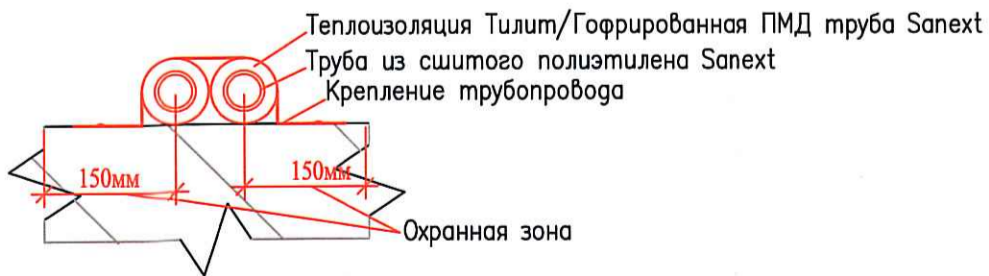 Теплоизоляция Тилит/Гофрированная ПМД труба Sanext
Труба из сшитого полиэтилена Sanext
Крепление трубопровода
150мм
150мм
Охранная зона